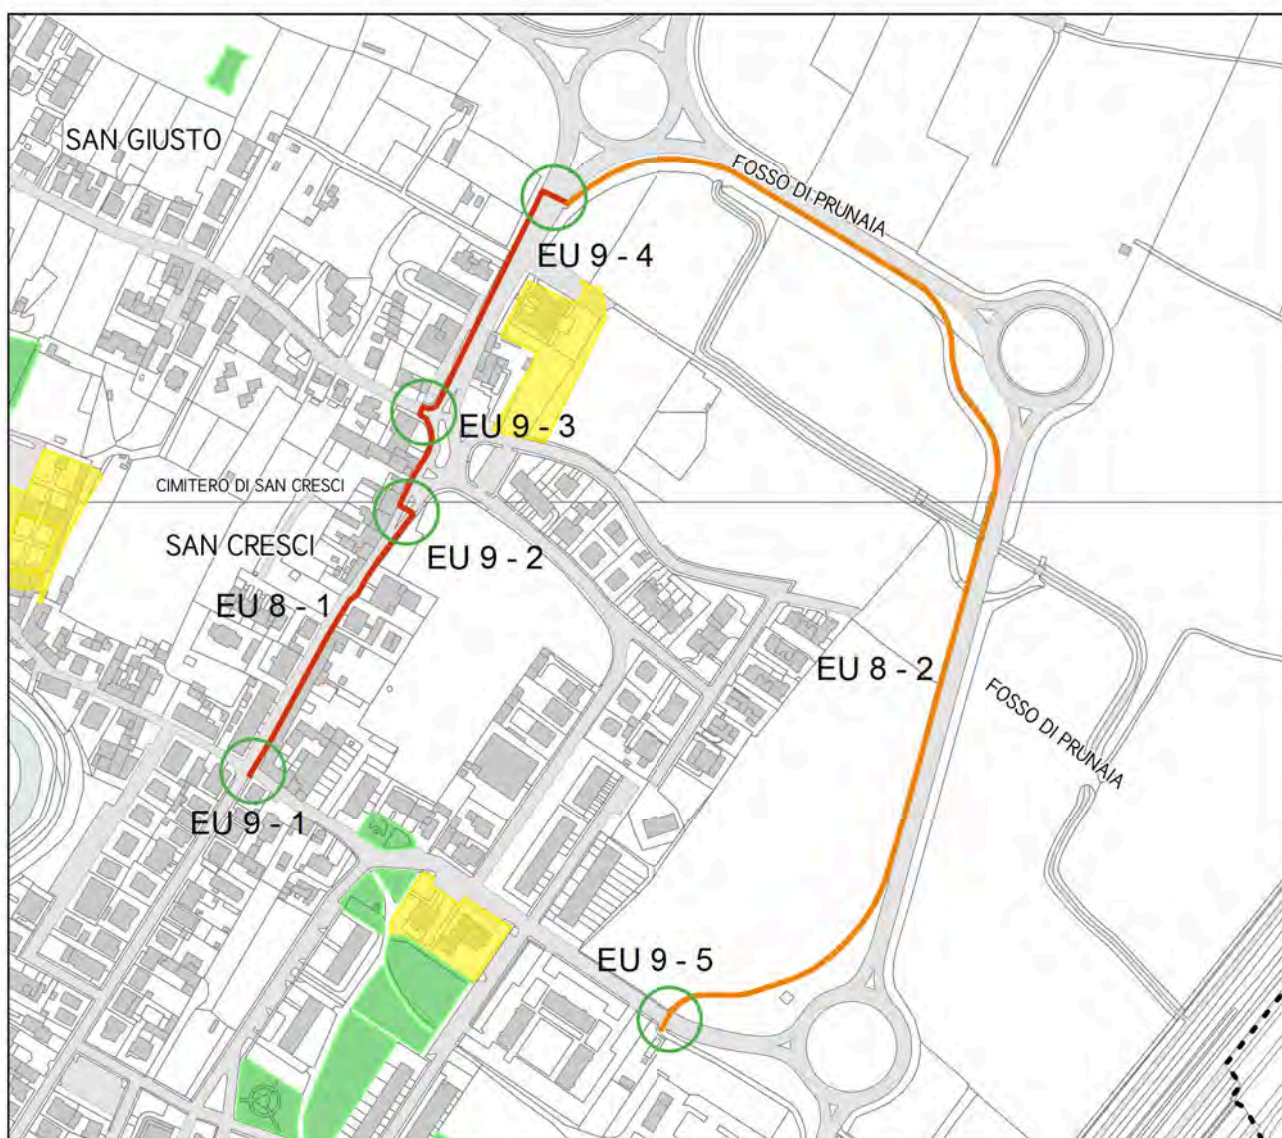 SAN GIUSTO
FOSSO DI PRUNAIA
EU 9 - 4
EU 9 - 3
CIMITERO DI SAN CRESCI
SAN CRESCI
EU 9 - 2
EU 8 - 1
EU 8 - 2
FOSSO DI PRUNAIA
EU 9 - 1
EU 9 - 5